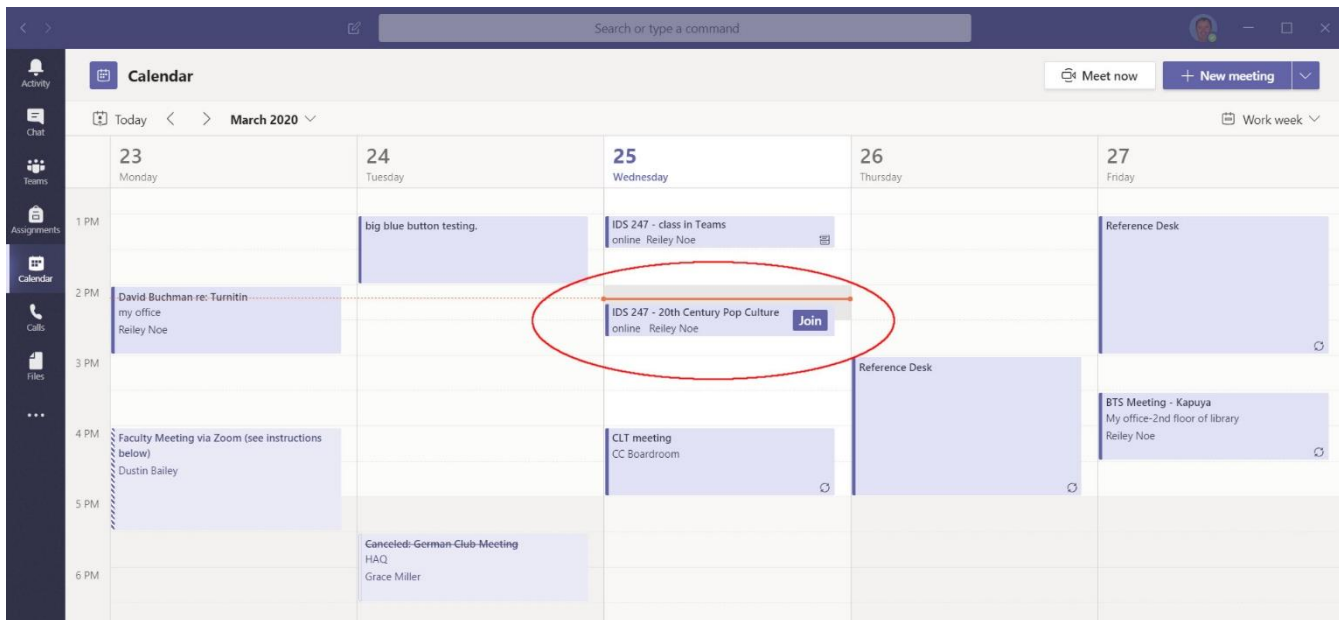 Search or type a command
Activity
Chat
Teams
Assignments
Calendar
Calls
Files
Calendar
Meet now
+ New meeting
Today
March 2020
Work week
23
Monday
24
Tuesday
25
Wednesday
26
Thursday
27
Friday
1 PM
2 PM
3 PM
4 PM
5 PM
6 PM
David Buchman re: Turnitin
my office
Reiley Noe
Faculty Meeting via Zoom (see instructions
below)
Dustin Bailey
big blue button testing.
Canceled: German Club Meeting
HAQ
Grace Miller
IDS 247 - class in Teams
online Reiley Noe
IDS 247 - 20th Century Pop Culture
online Reiley Noe
Join
CLT meeting
CC Boardroom
Reference Desk
Reference Desk
BTS Meeting - Kapuya
My office-2nd floor of library
Reiley Noe